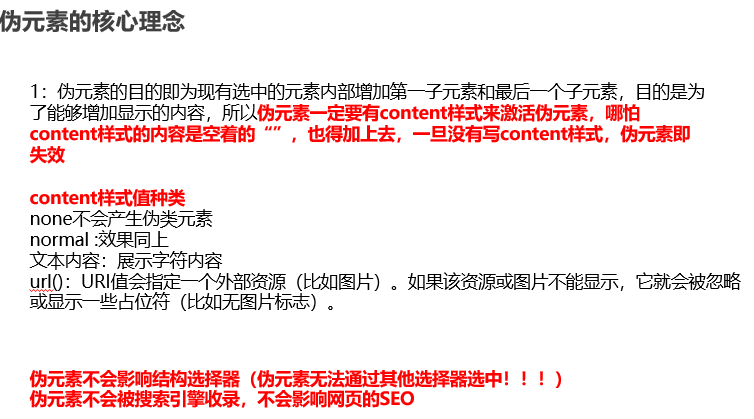 伪元素的核心理念
1：伪元素的目的即为现有选中的元素内部增加第一子元素和最后一个子元素，目的是为
了能够增加显示的内容，所以伪元素一定要有content样式来激活伪元素，哪怕
content样式的内容是空着的“”，也得加上去，一旦没有写content样式，伪元素即
失效
content样式值种类
none不会产生伪类元素
normal :效果同上
文本内容：展示字符内容
url()：URI值会指定一个外部资源（比如图片）。如果该资源或图片不能显示，它就会被忽略
或显示一些占位符（比如无图片标志）。
伪元素不会影响结构选择器（伪元素无法通过其他选择器选中！！！）
伪元素不会被搜索引擎收录，不会影响网页的SEO